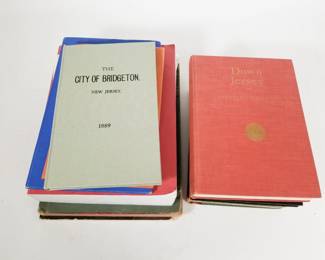 THE
CITY OF BRIDGETON,
NEW JERSEY.
1889
Down
Jersey